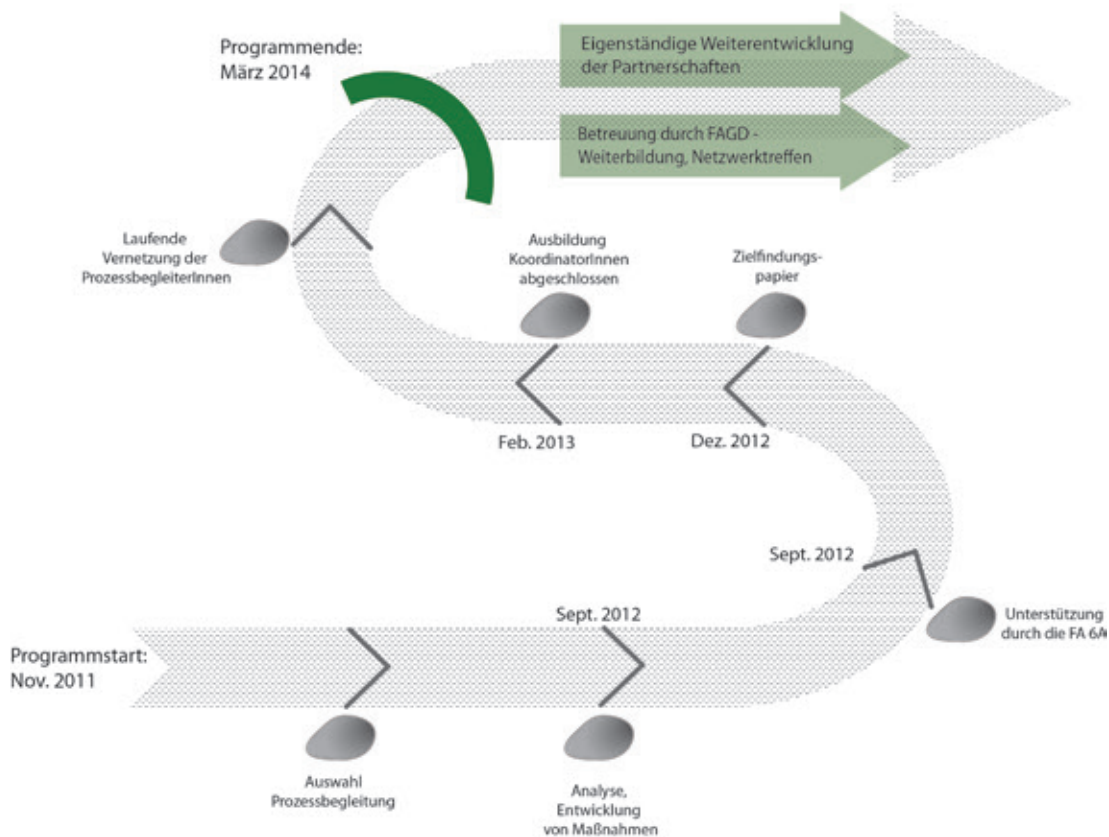 Programmende:
März 2014
Eigenständige Weiterentwicklung
der Partnerschaften
Betreuung durch FAGD -
Weiterbildung, Netzwerktreffen
Laufende
Vernetzung der
ProzessbegleiterInnen
Ausbildung
KoordinatorInnen
abgeschlossen
Zielfindungs-
papier
Feb. 2013
Dez. 2012
Sept. 2012
Sept. 2012
Unterstützung
durch die FA 6A
Programmstart:
Nov. 2011
Auswahl
Prozessbegleitung
Analyse,
Entwicklung
von Maßnahmen